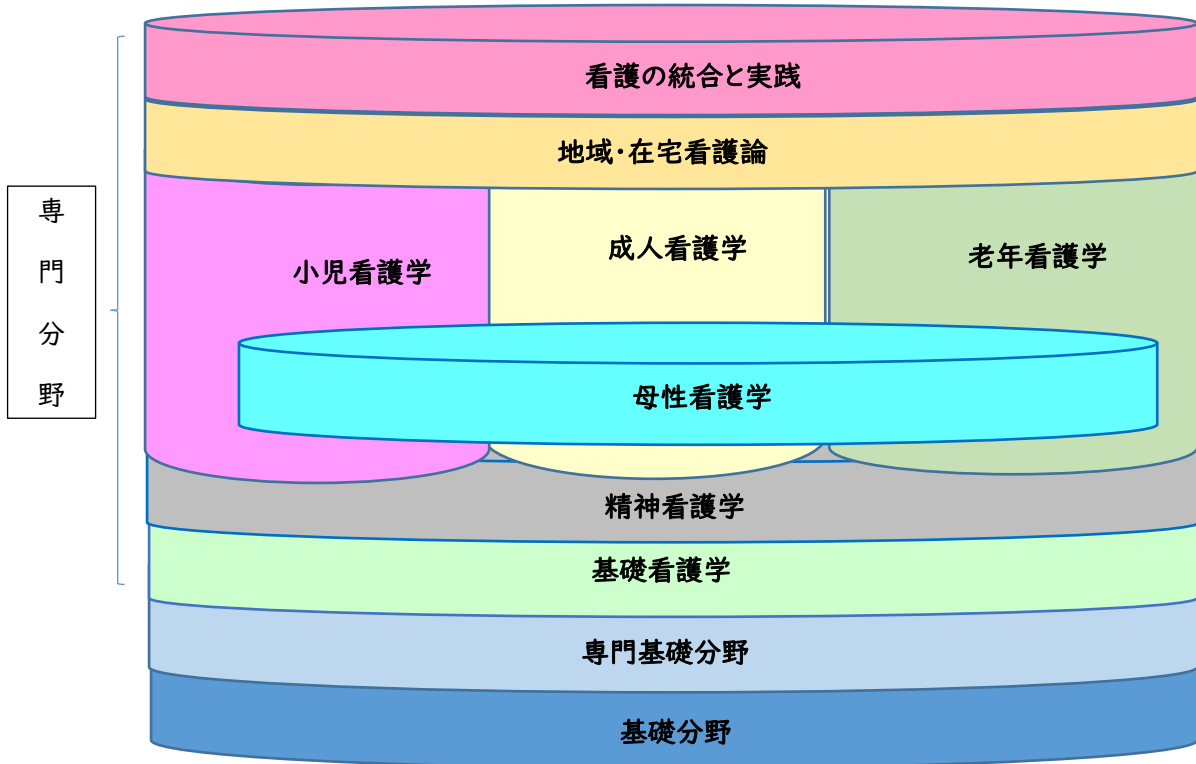 看護の統合と実践
地域・在宅看護論
専門分野
小児看護学
成人看護学
老年看護学
母性看護学
精神看護学
基礎看護学
専門基礎分野
基礎分野